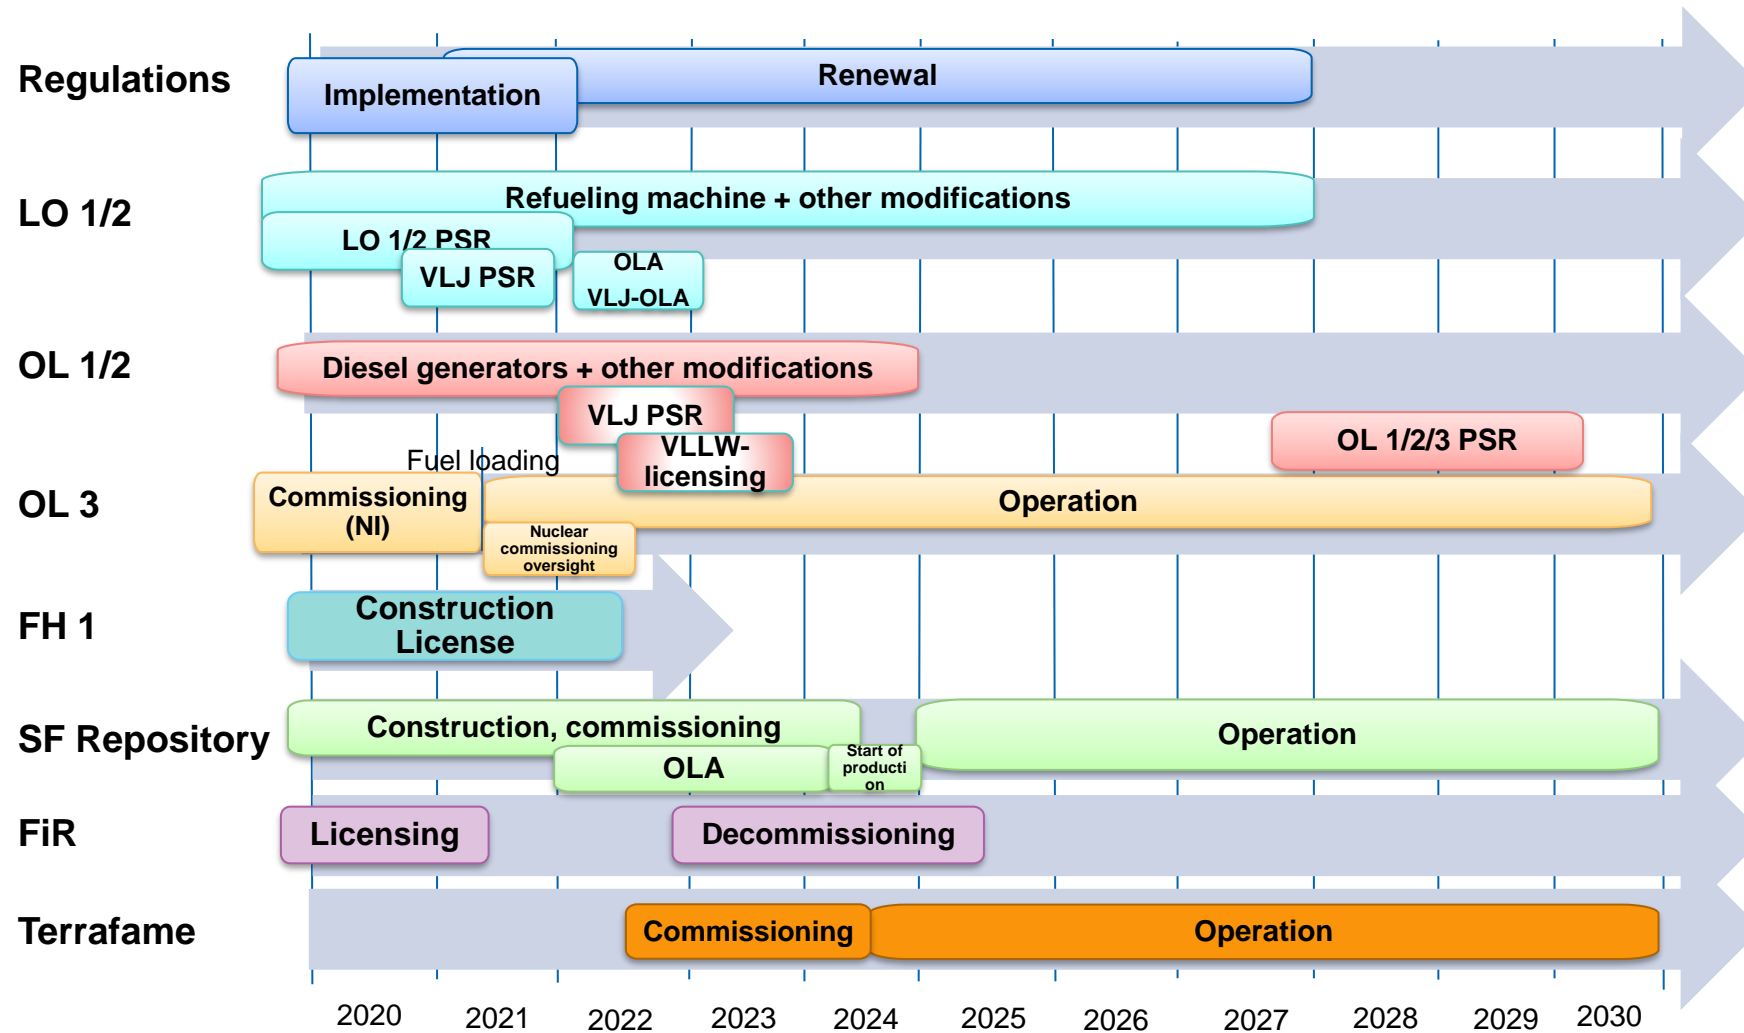 Regulations
Implementation
Renewal
LO 1/2
Refueling machine + other modifications
LO 1/2 PSR
VLJ PSR
OLA
VLJ-OLA
OL 1/2
Diesel generators + other modifications
VLJ PSR
VLLW-
licensing
OL 1/2/3 PSR
Fuel loading
OL 3
Commissioning
(NI)
Operation
Nuclear
commissioning
oversight
FH 1
Construction
License
SF Repository
Construction, commissioning
OLA
Start of
producti
on
Operation
FiR
Licensing
Decommissioning
Terrafame
Commissioning
Operation
2020
2021
2022
2023
2024
2025
2026
2027
2028
2029
2030